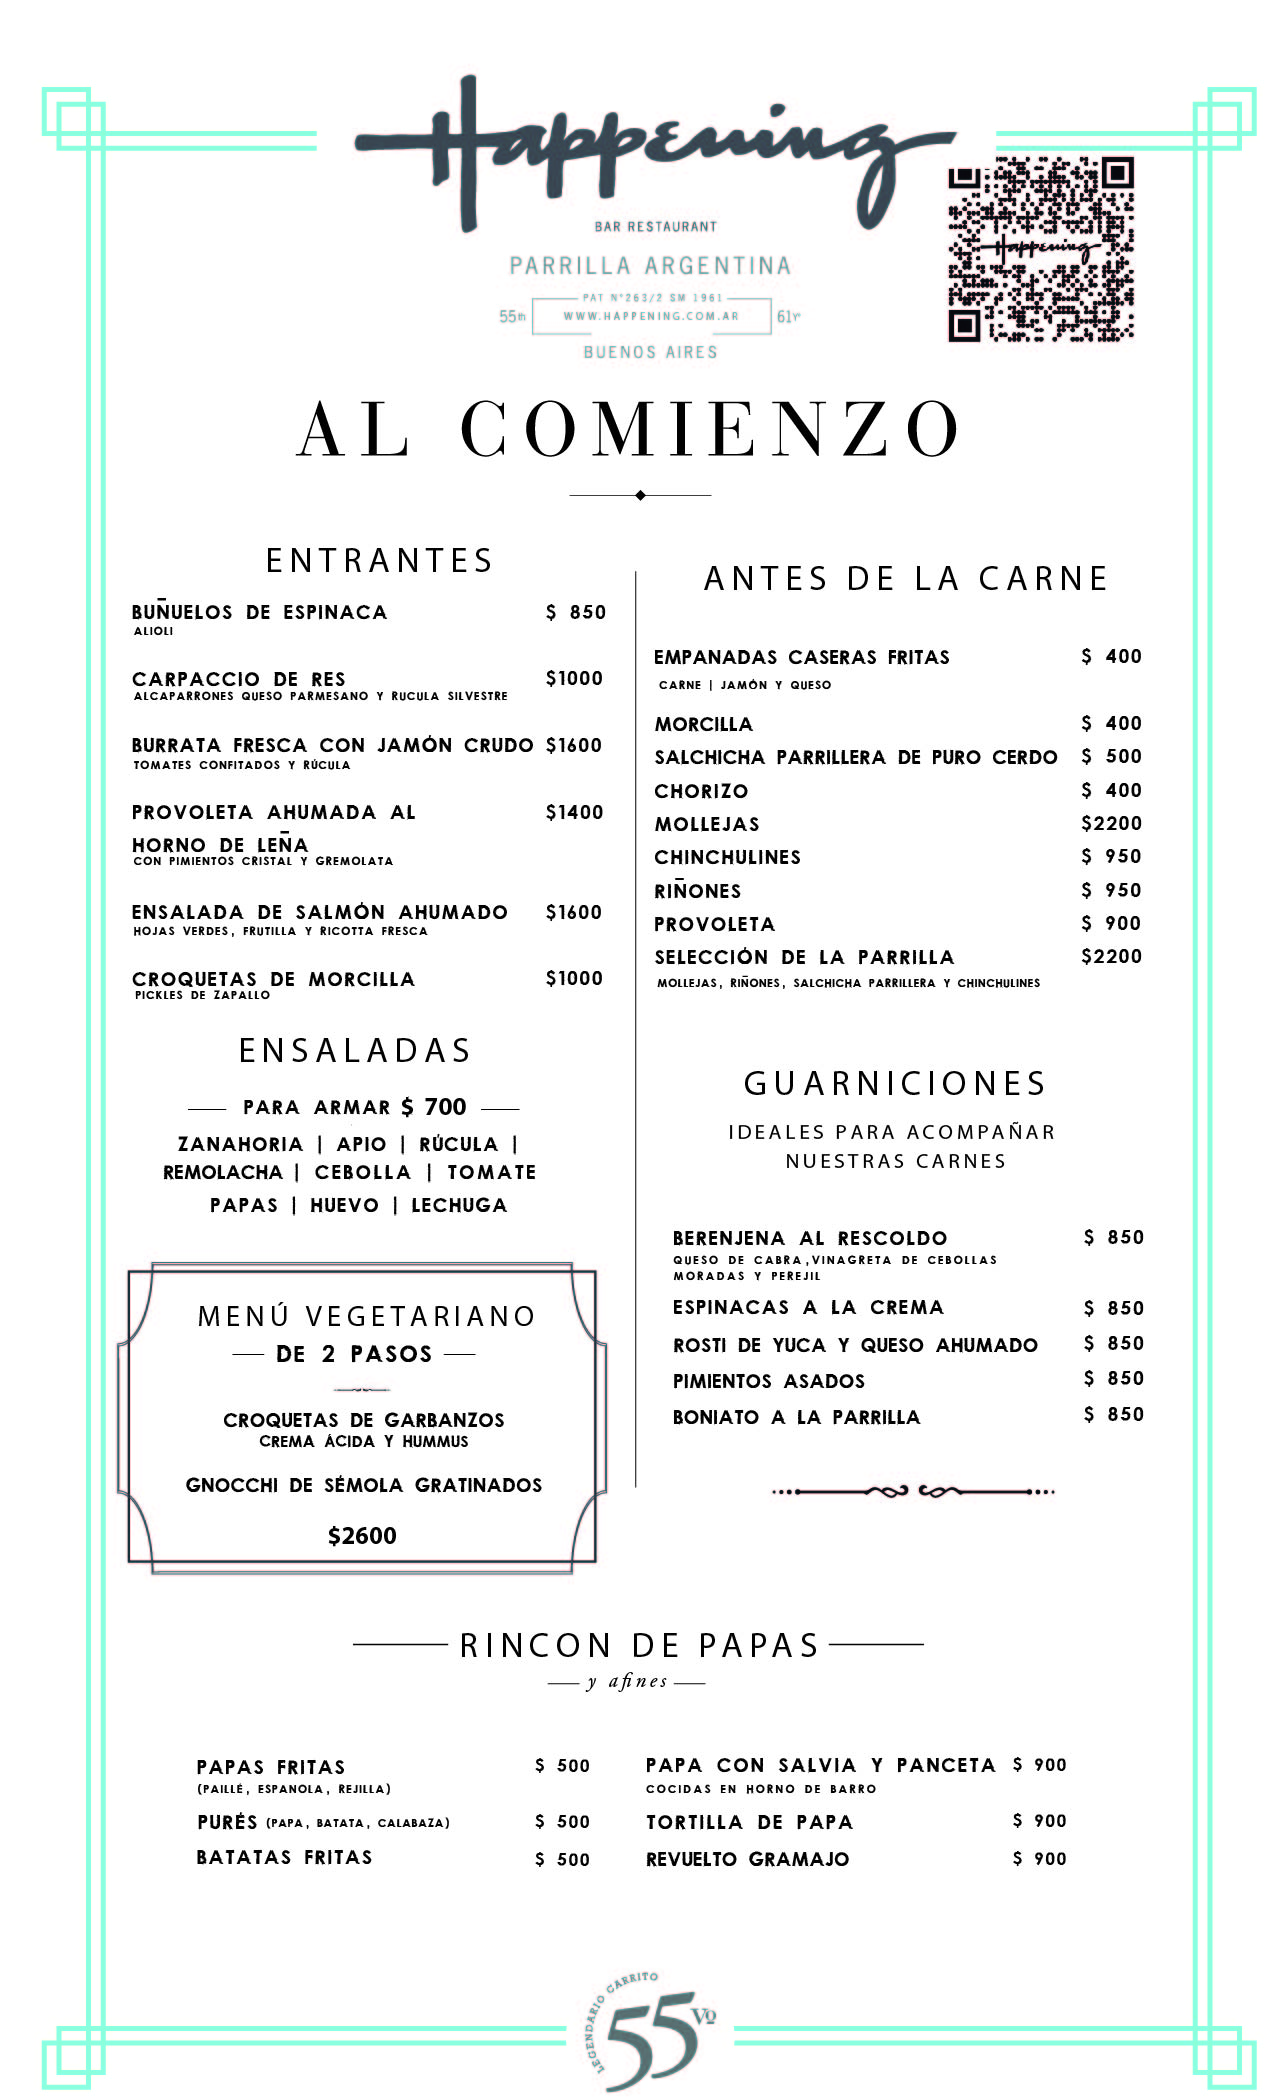 Happening
BAR RESTAURANT
PARRILLA ARGENTINA
PAT Nº263/2 SM 1961
55th
WWW.HAPPENING.COM.AR
61Yº
BUENOS AIRES
Happening
AL COMIENZO
ENTRANTES
BUÑUELOS DE ESPINACA $ 850
ALIOLI
CARPACCIO DE RES $1000
ALCAPARRONES QUESO PARMESANO Y RUCULA SILVESTRE
BURRATA FRESCA CON JAMÓN CRUDO $1600
TOMATES CONFITADOS Y RÚCULA
PROVOLETA AHUMADA AL $1400
HORNO DE LEÑA
CON PIMIENTOS CRISTAL Y GREMOLATA
ENSALADA DE SALMÓN AHUMADO $1600
HOJAS VERDES, FRUTILLA Y RICOTTA FRESCA
CROQUETAS DE MORCILLA $1000
PICKLES DE ZAPALLO
ENSALADAS
PARA ARMAR $ 700
ZANAHORIA | APIO | RÚCULA |
REMOLACHA | CEBOLLA | TOMATE
PAPAS | HUEVO | LECHUGA
MENÚ VEGETARIANO
DE 2 PASOS
CROQUETAS DE GARBANZOS
CREMA ÁCIDA Y HUMMUS
GNOCCHI DE SÉMOLA GRATINADOS
$2600
ANTES DE LA CARNE
EMPANADAS CASERAS FRITAS $ 400
CARNE | JAMÓN Y QUESO
MORCILLA $ 400
SALCHICHA PARRILLERA DE PURO CERDO $ 500
CHORIZO $ 400
MOLLEJAS $2200
CHINCHULINES $ 950
RIÑONES $ 950
PROVOLETA $ 900
SELECCIÓN DE LA PARRILLA $2200
MOLLEJAS, RIÑONES, SALCHICHA PARRILLERA Y CHINCHULINES
GUARNICIONES
IDEALES PARA ACOMPAÑAR
NUESTRAS CARNES
BERENJENA AL RESCOLDO $ 850
QUESO DE CABRA,VINAGRETA DE CEBOLLAS
MORADAS Y PEREJIL
ESPINACAS A LA CREMA $ 850
ROSTI DE YUCA Y QUESO AHUMADO $ 850
PIMIENTOS ASADOS $ 850
BONIATO A LA PARRILLA $ 850
RINCON DE PAPAS
y afines
PAPAS FRITAS $ 500
(PAILLÉ, ESPANOLA, REJILLA)
PURÉS (PAPA, BATATA, CALABAZA) $ 500
BATATAS FRITAS $ 500
PAPA CON SALVIA Y PANCETA $ 900
COCIDAS EN HORNO DE BARRO
TORTILLA DE PAPA $ 900
REVUELTO GRAMAJO $ 900
LEGENDARIO CARRITO
55 Vº